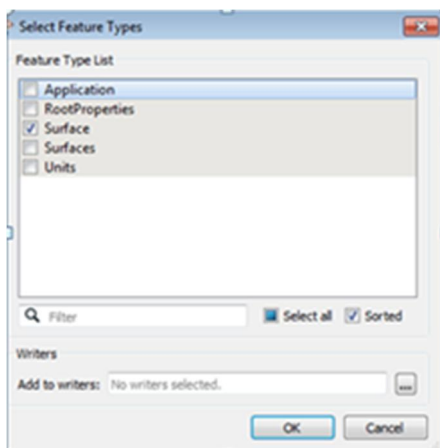 Select Feature Types
Feature Type List
Application
RootProperties
Surface
Surfaces
Units
Filter
Select all
Sorted
Writers
Add to writers: No writers selected. ...
OK
Cancel